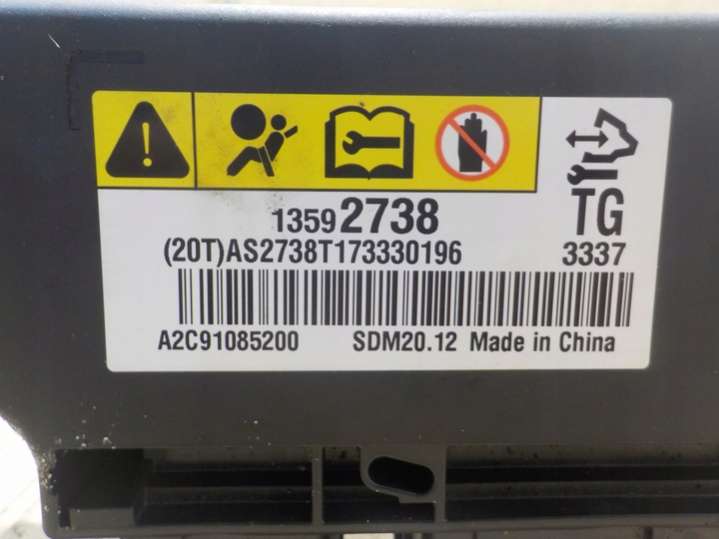 13592738
TG
(20T)AS2738T173330196
3337
A2C91085200 SDM20.12 Made in China